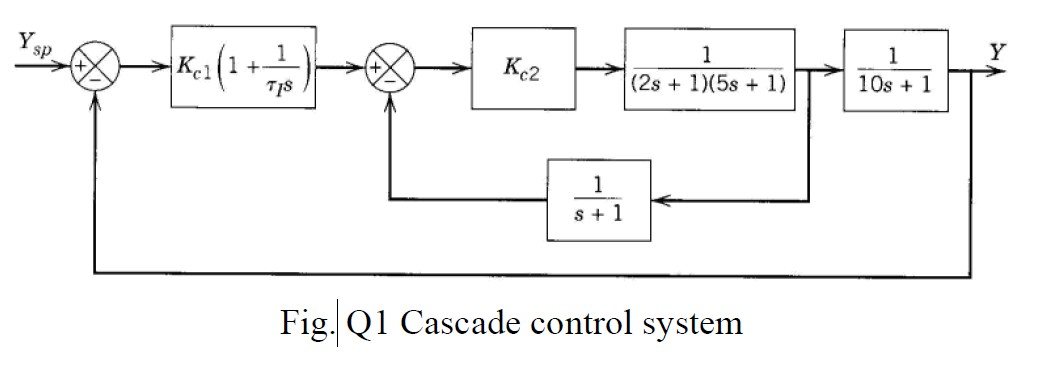 Y_sp
+
−
K_c1 (1 + 1/(τ_I s))
+
−
K_c2
1/((2s + 1)(5s + 1))
1/(10s + 1)
Y
1/(s + 1)
Fig. Q1 Cascade control system